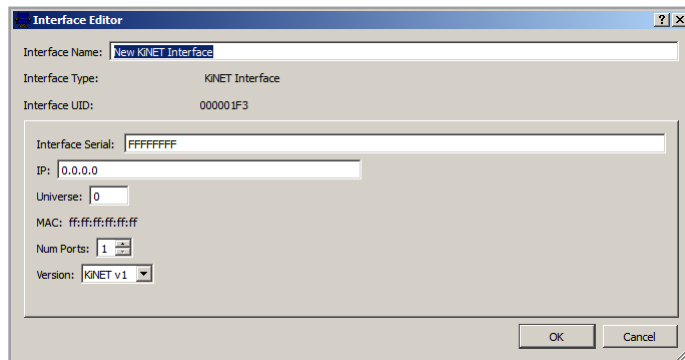 Interface Editor
Interface Name: New KiNET Interface
Interface Type: KiNET Interface
Interface UID: 000001F3
Interface Serial: FFFFFFFF
IP: 0.0.0.0
Universe: 0
MAC: ff:ff:ff:ff:ff:ff
Num Ports: 1
Version: KiNET v1
OK Cancel